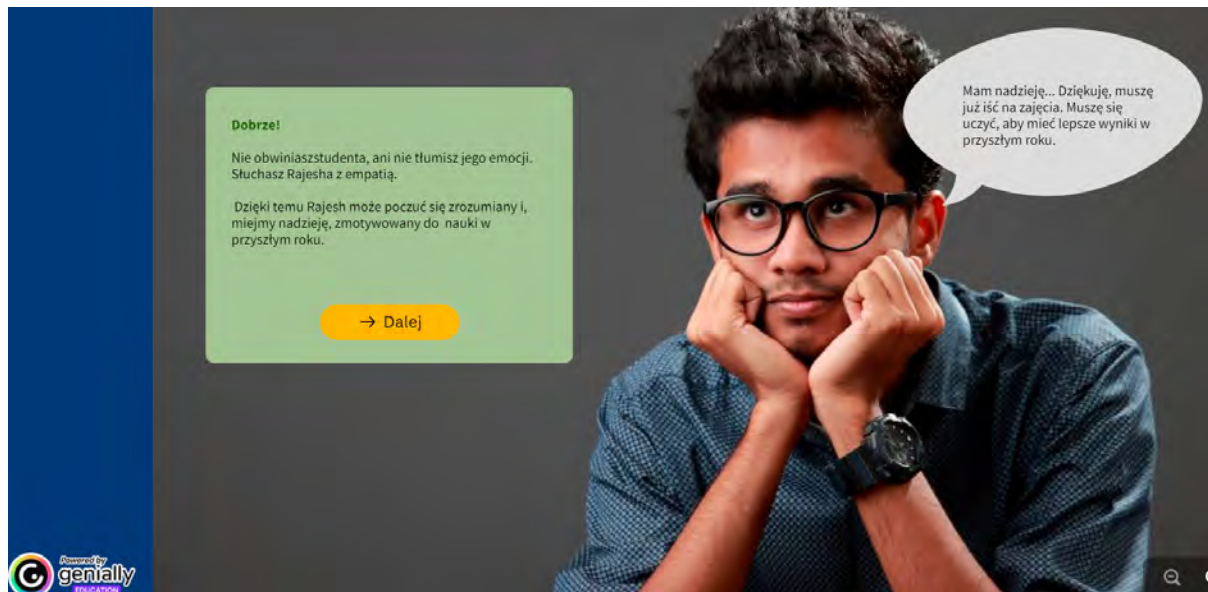 Dobrze!
Nie obwiniaszstudenta, ani nie tłumisz jego emocji.
Słuchasz Rajesha z empatią.
Dzięki temu Rajesh może poczuć się zrozumiany i,
miejmy nadzieję, zmotywowany do nauki w
przyszłym roku.
→ Dalej
Mam nadzieję... Dziękuję, muszę
już iść na zajęcia. Muszę się
uczyć, aby mieć lepsze wyniki w
przyszłym roku.
Powered by
genially
EDUCATION